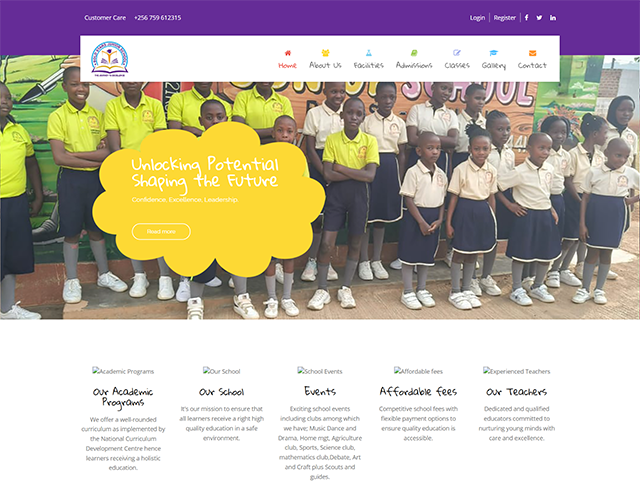 Customer Care +256 759 612315
Login Register
Home About Us Facilities Admissions Classes Gallery Contact
SCHOOL
Unlocking Potential
Shaping the Future
Confidence. Excellence. Leadership.
Read more
Academic Programs
Our School
School Events
Affordable fees
Experienced Teachers
Our Academic
Programs
We offer a well-rounded
curriculum as implemented by
the National Curriculum
Development Centre hence
learners receiving a holistic
education.
Our School
It's our mission to ensure that
all learners receive a right high
quality education in a safe
environment.
Events
Exciting school events
including clubs among which
we have; Music Dance and
Drama, Home mgt, Agriculture
club, Sports, Science club,
mathematics club,Debate, Art
and Craft plus Scouts and
guides.
Affordable fees
Competitive school fees with
flexible payment options to
ensure quality education is
accessible.
Our Teachers
Dedicated and qualified
educators committed to
nurturing young minds with
care and excellence.